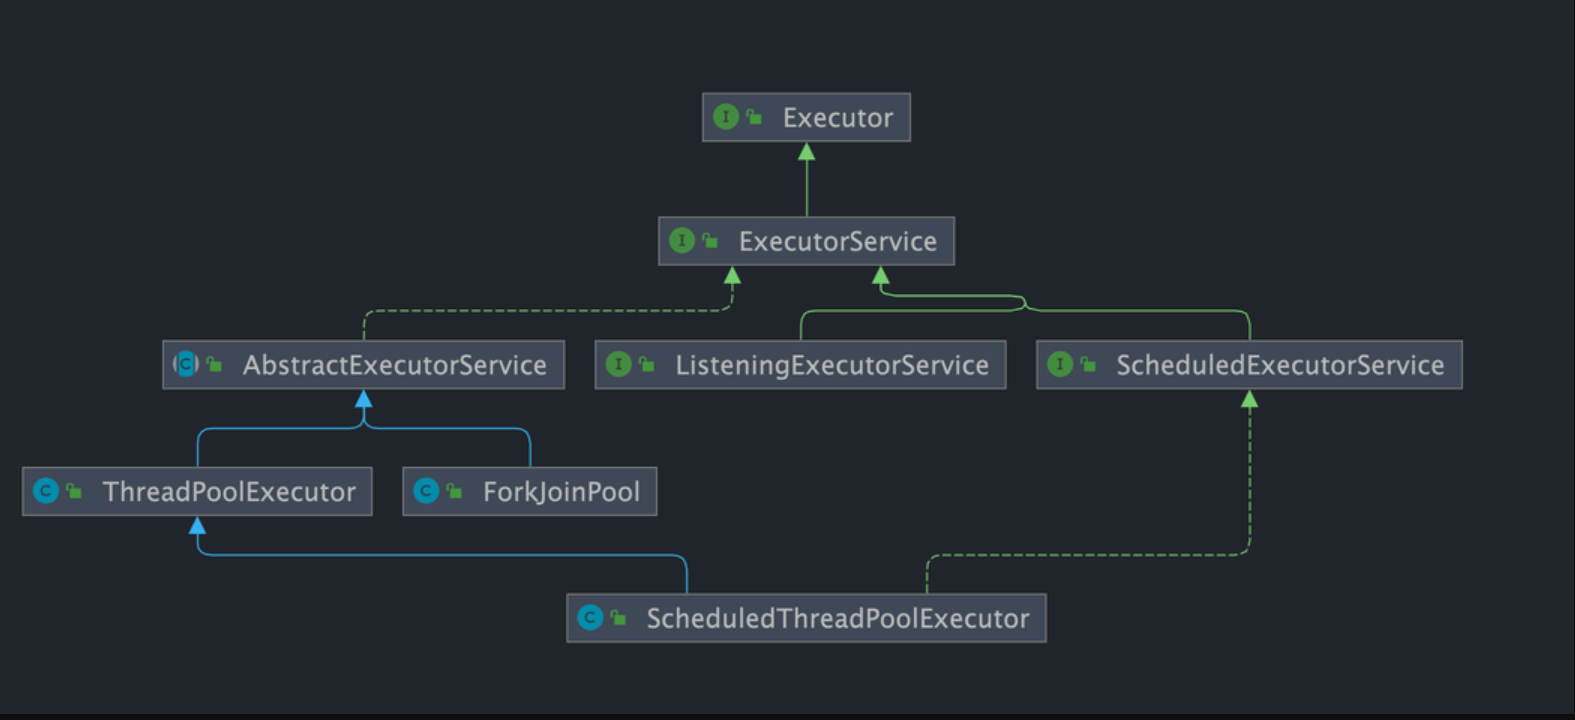 I Executor
I ExecutorService
C AbstractExecutorService
I ListeningExecutorService
I ScheduledExecutorService
C ThreadPoolExecutor
C ForkJoinPool
C ScheduledThreadPoolExecutor